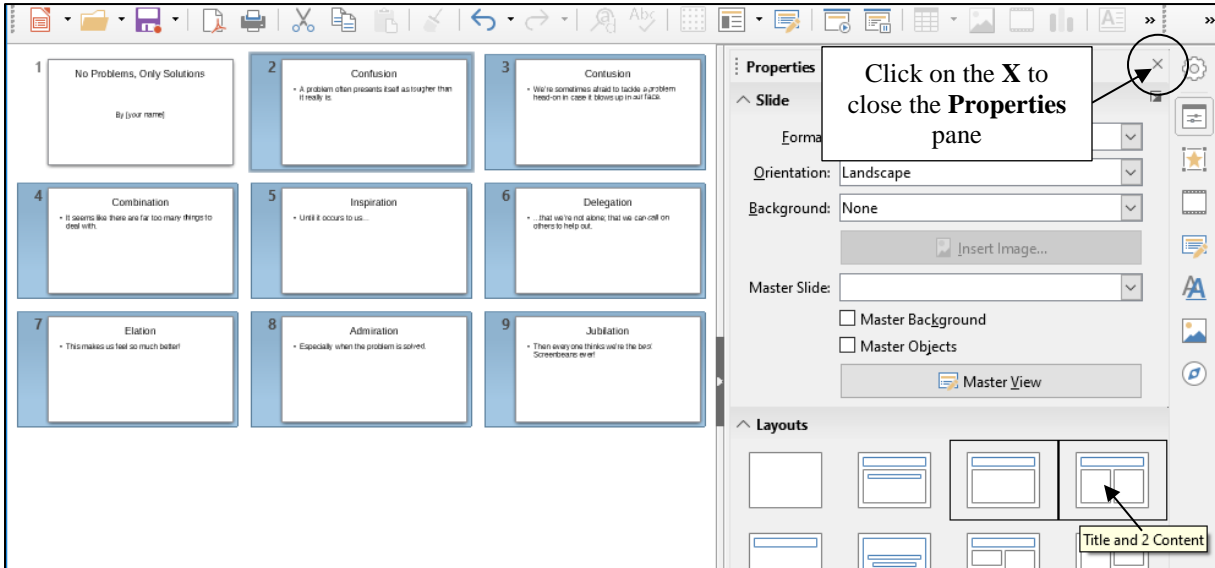 Abç
»
»
1
No Problems, Only Solutions
By [your name]
2
Confusion
• A problem often presents itself as tougher than
it really is.
3
Contusion
• We're sometimes afraid to tackle a problem
head-on in case it blows up in our face.
4
Combination
• It seems like there are far too many things to
deal with.
5
Inspiration
• Until it occurs to us...
6
Delegation
• ...that we're not alone; that we can call on
others to help out.
7
Elation
• This makes us feel so much better!
8
Admiration
• Especially when the problem is solved.
9
Jubilation
• Then everyone thinks we're the best
Screenbeans ever!
Properties
Click on the X to
close the Properties
pane
Slide
Forma
Orientation: Landscape
Background: None
Insert Image...
Master Slide:
Master Background
Master Objects
Master View
Layouts
Title and 2 Content